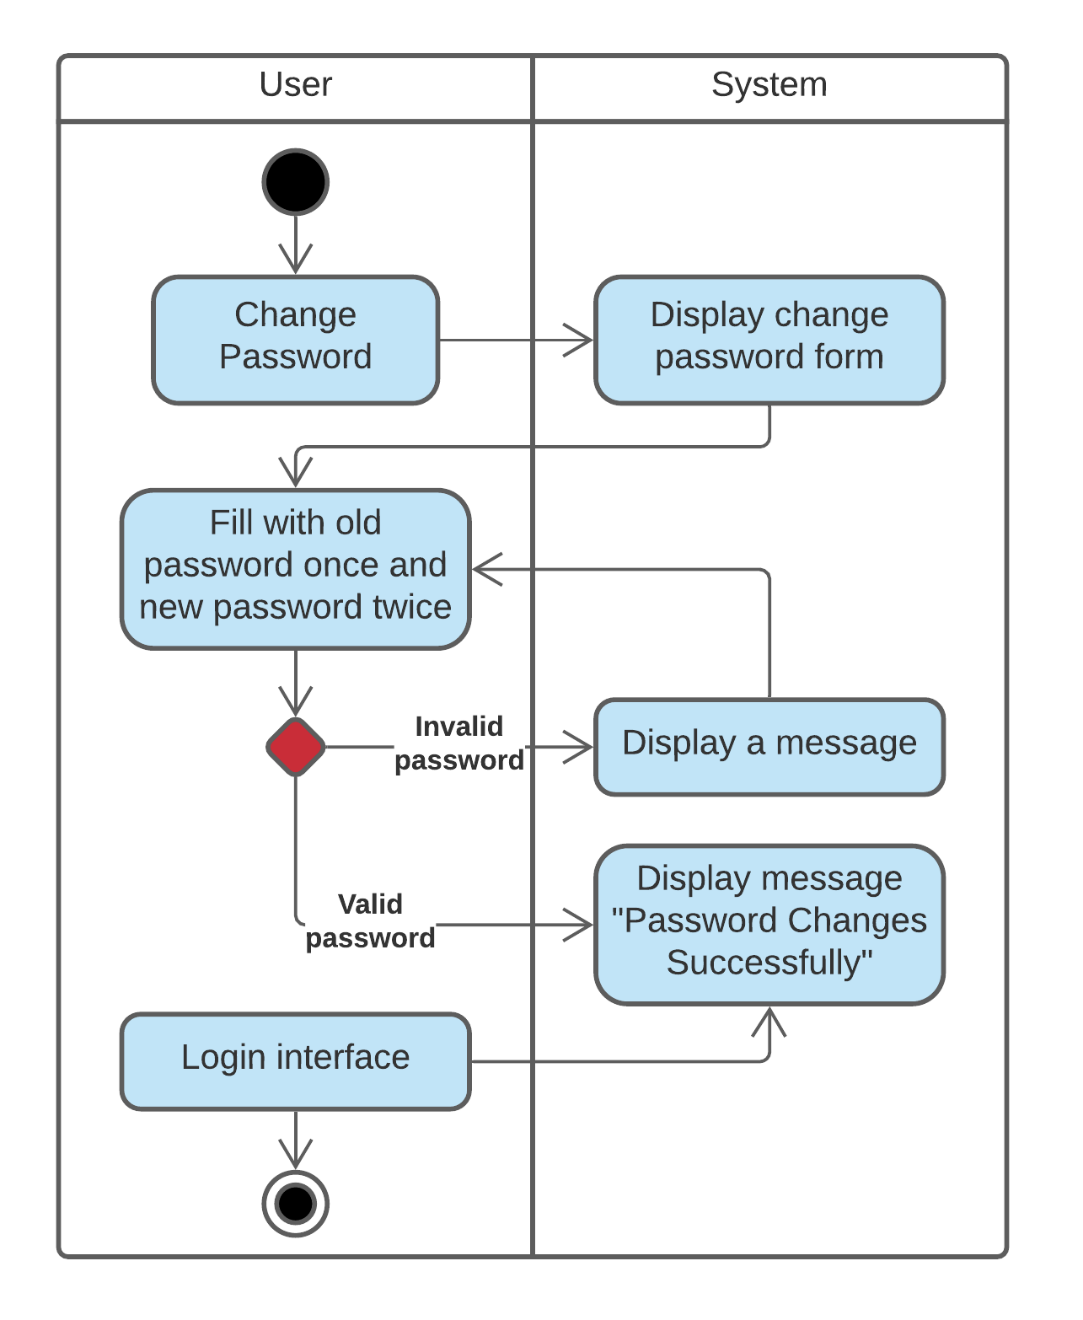 User
System
Change
Password
Display change
password form
Fill with old
password once and
new password twice
Invalid
password
Display a message
Valid
password
Display message
"Password Changes
Successfully"
Login interface